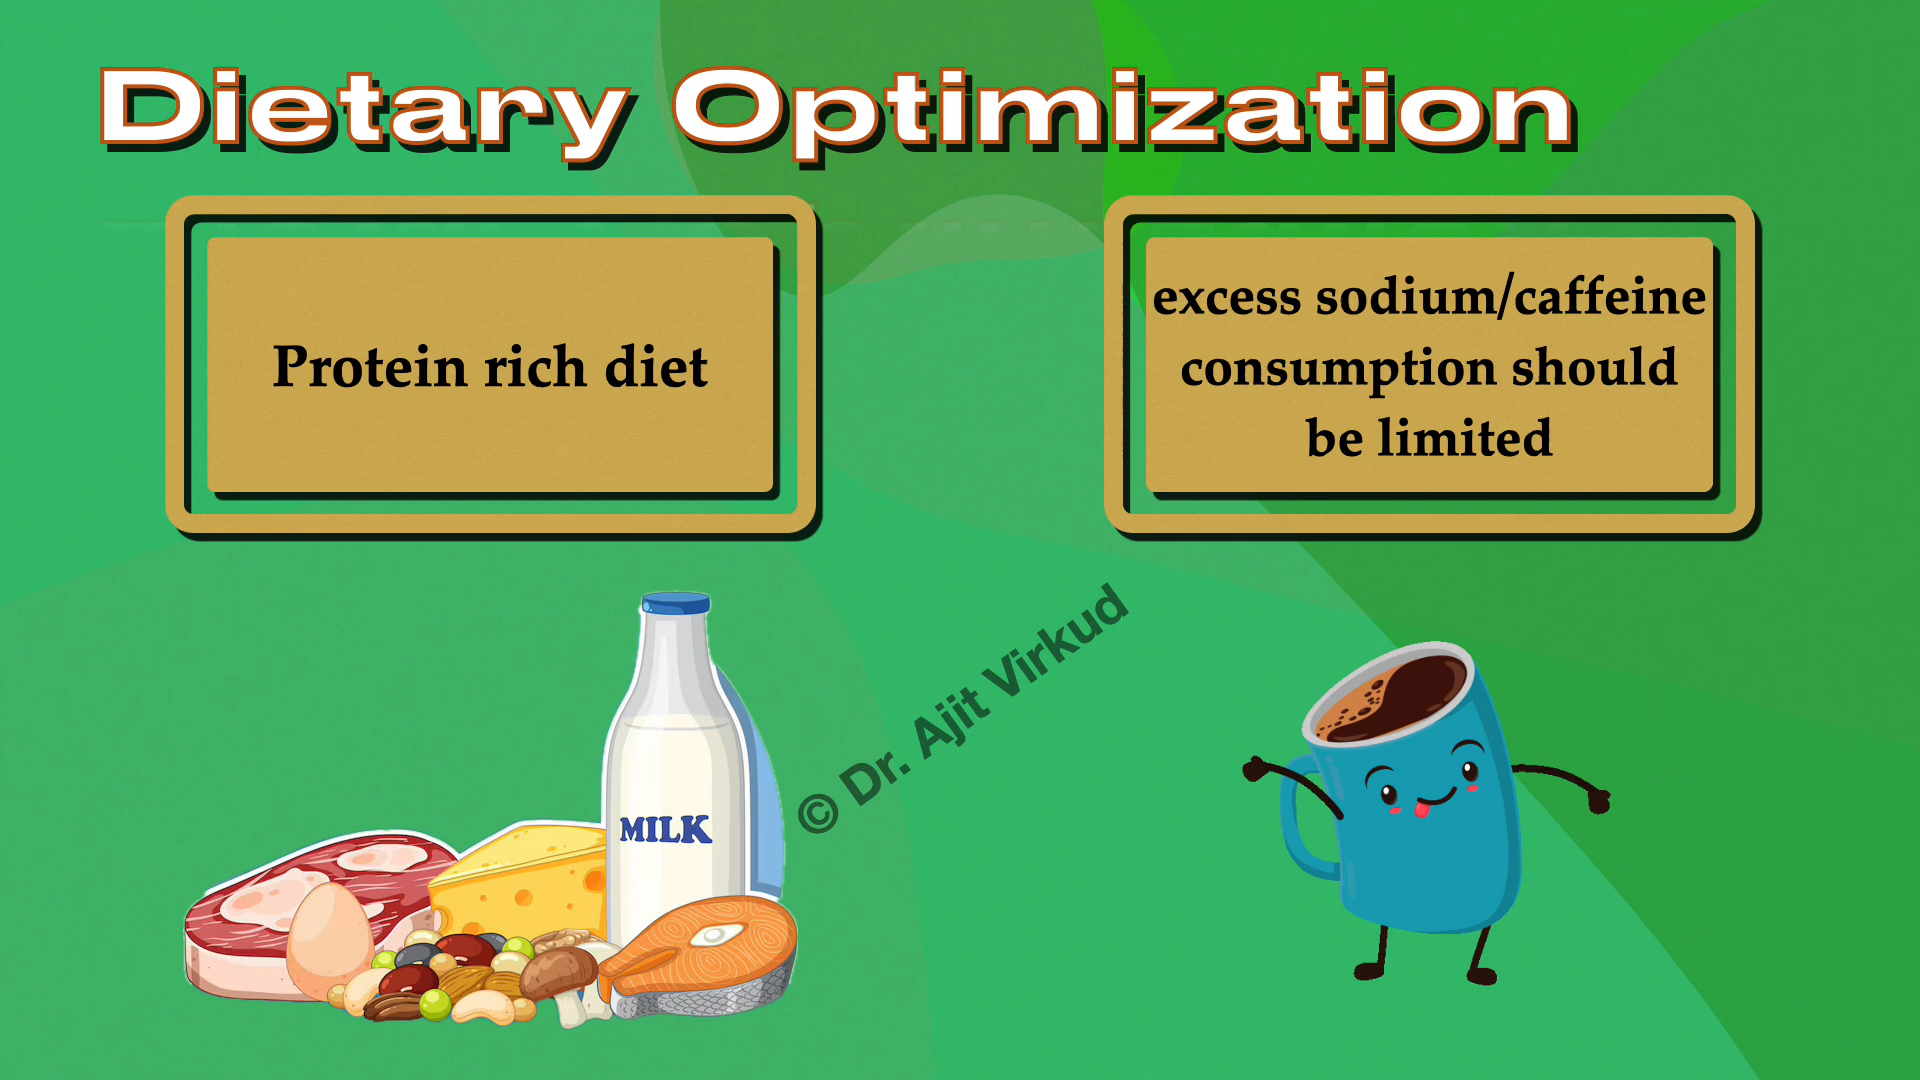 Dietary Optimization
Protein rich diet
excess sodium/caffeine
consumption should
be limited
© Dr. Ajit Virkud
MILK